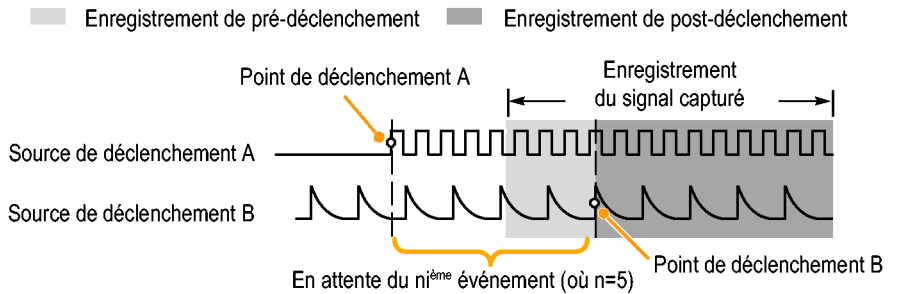 Enregistrement de pré-déclenchement
Enregistrement de post-déclenchement
Point de déclenchement A
Enregistrement
du signal capturé
Source de déclenchement A
Source de déclenchement B
Point de déclenchement B
En attente du nième événement (où n=5)